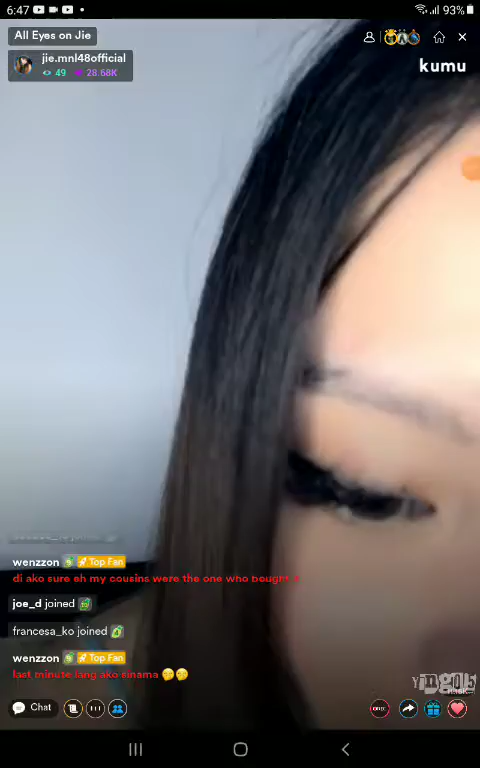 6:47
93%
All Eyes on Jie
jie.mnl48official
49 28.68K
kumu
wenzzon Top Fan
di ako sure eh my cousins were the one who bought
joe_d joined
francesa_ko joined
wenzzon Top Fan
last minute lang ako sinama
Chat